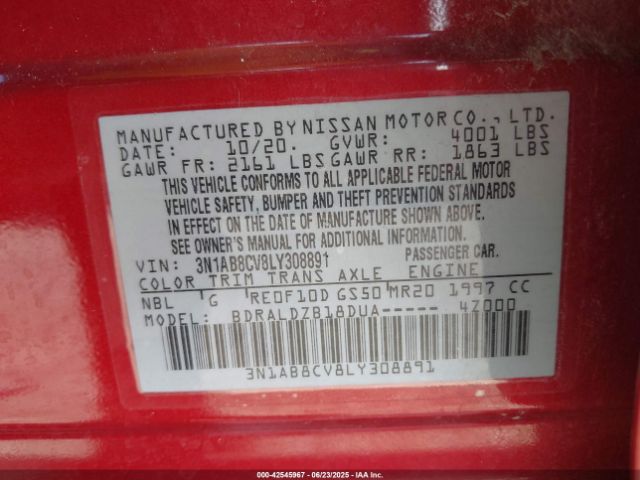 MANUFACTURED BY NISSAN MOTOR CO., LTD.
DATE: 10/20. GVWR: 4001 LBS
GAWR FR: 2161 LBS GAWR RR: 1863 LBS
THIS VEHICLE CONFORMS TO ALL APPLICABLE FEDERAL MOTOR
VEHICLE SAFETY, BUMPER AND THEFT PREVENTION STANDARDS
IN EFFECT ON THE DATE OF MANUFACTURE SHOWN ABOVE.
SEE OWNER'S MANUAL FOR ADDITIONAL INFORMATION.
VIN: 3N1AB8CV8LY308891 PASSENGER CAR.
COLOR TRIM TRANS AXLE ENGINE
NBL G RE0F10D GS50 MR20 1997 CC
MODEL: BDRALDZB18DUA----- 4Z000
3N1AB8CV8LY308891
000-42545967 - 06/23/2025 - IAAI.COM